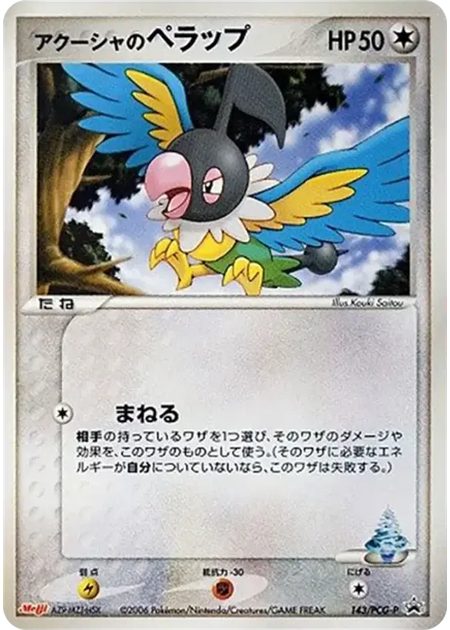 アクーシャのペラップ HP50
たね
Illus. Kouki Saitou
まねる
相手の持っているワザを1つ選び、そのワザのダメージや
効果を、このワザのものとして使う。(そのワザに必要なエネ
ルギーが自分についていないなら、このワザは失敗する。)
弱点 抵抗力 -30 にげる
Meiji
©2006 Pokémon/Nintendo/Creatures/GAME FREAK
143/PCG-P